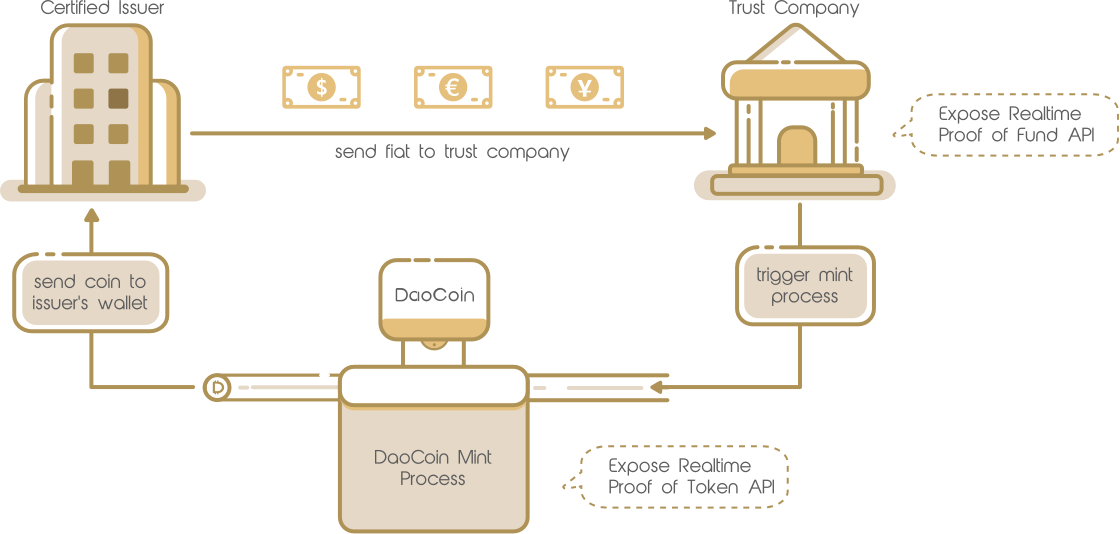 Certified Issuer
Trust Company
$ € ¥
Expose Realtime
Proof of Fund API
send fiat to trust company
send coin to
issuer's wallet
trigger mint
process
DaoCoin
D
DaoCoin Mint
Process
Expose Realtime
Proof of Token API